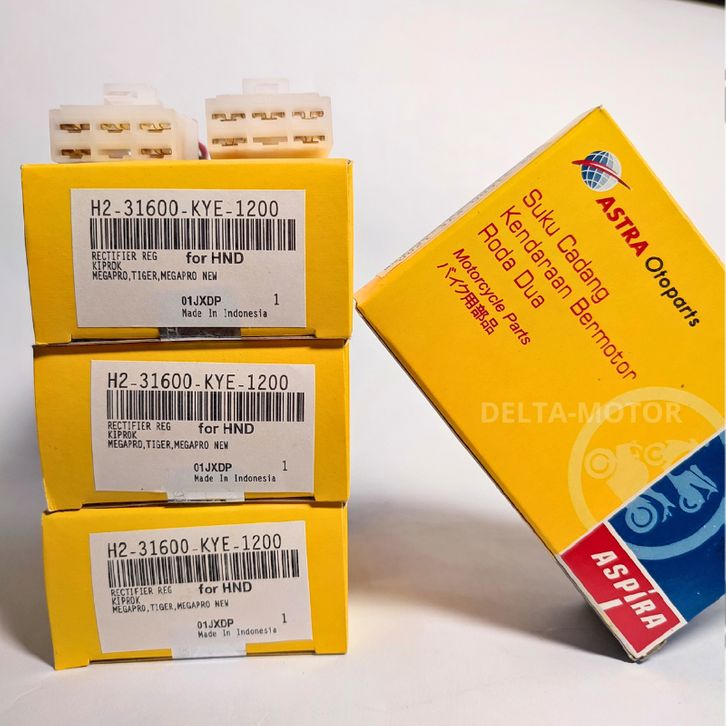 H2-31600-KYE-1200
RECTIFIER REG for HND
KIPROK
MEGAPRO,TIGER,MEGAPRO NEW
01JXDP 1
Made In Indonesia
H2-31600-KYE-1200
RECTIFIER REG for HND
KIPROK
MEGAPRO,TIGER,MEGAPRO NEW
01JXDP 1
Made In Indonesia
H2-31600-KYE-1200
RECTIFIER REG for HND
KIPROK
MEGAPRO,TIGER,MEGAPRO NEW
01JXDP 1
Made In Indonesia
ASTRA Otoparts
Suku Cadang
Kendaraan Bermotor
Roda Dua
Motorcycle Parts
バイク用部品
DELTA-MOTOR
ASPIRA